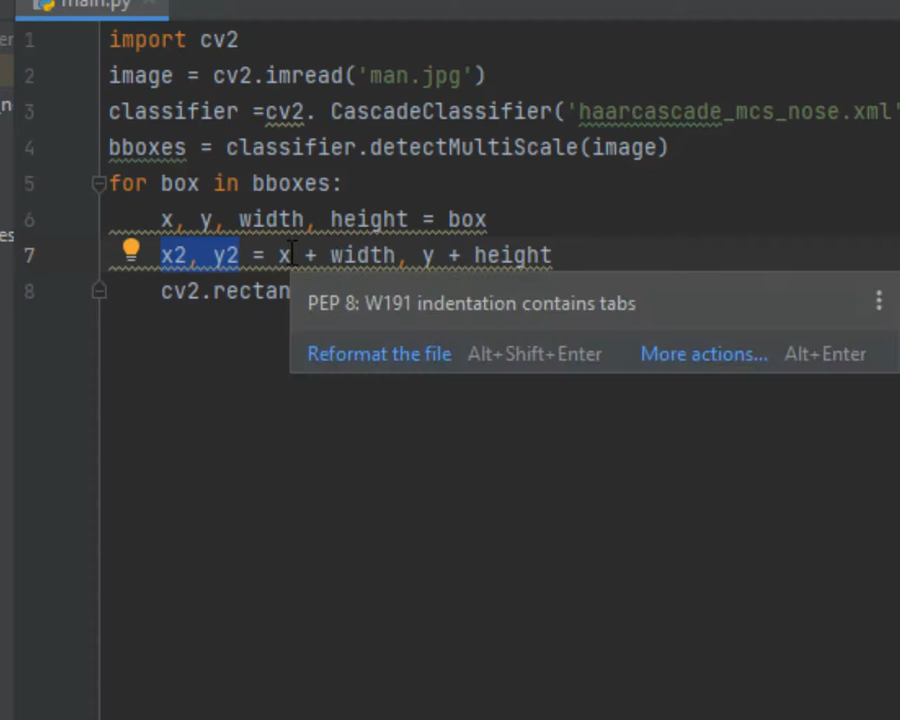 main.py
1 import cv2
2 image = cv2.imread('man.jpg')
3 classifier =cv2. CascadeClassifier('haarcascade_mcs_nose.xml'
4 bboxes = classifier.detectMultiScale(image)
5 for box in bboxes:
6 x, y, width, height = box
7 x2, y2 = x + width, y + height
8 cv2.rectan
PEP 8: W191 indentation contains tabs
Reformat the file Alt+Shift+Enter More actions... Alt+Enter